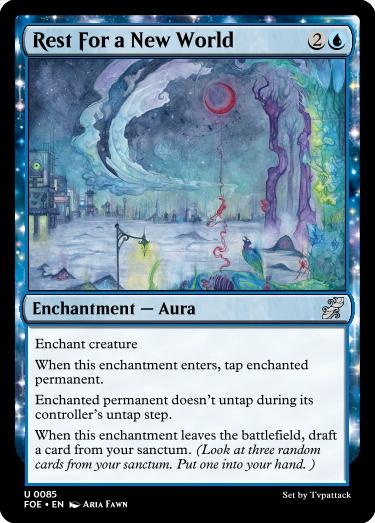 Rest For a New World 2
Enchantment — Aura
Enchant creature
When this enchantment enters, tap enchanted
permanent.
Enchanted permanent doesn't untap during its
controller's untap step.
When this enchantment leaves the battlefield, draft
a card from your sanctum. (Look at three random
cards from your sanctum. Put one into your hand. )
U 0085
FOE • EN Aria Fawn
Set by Tvpattack